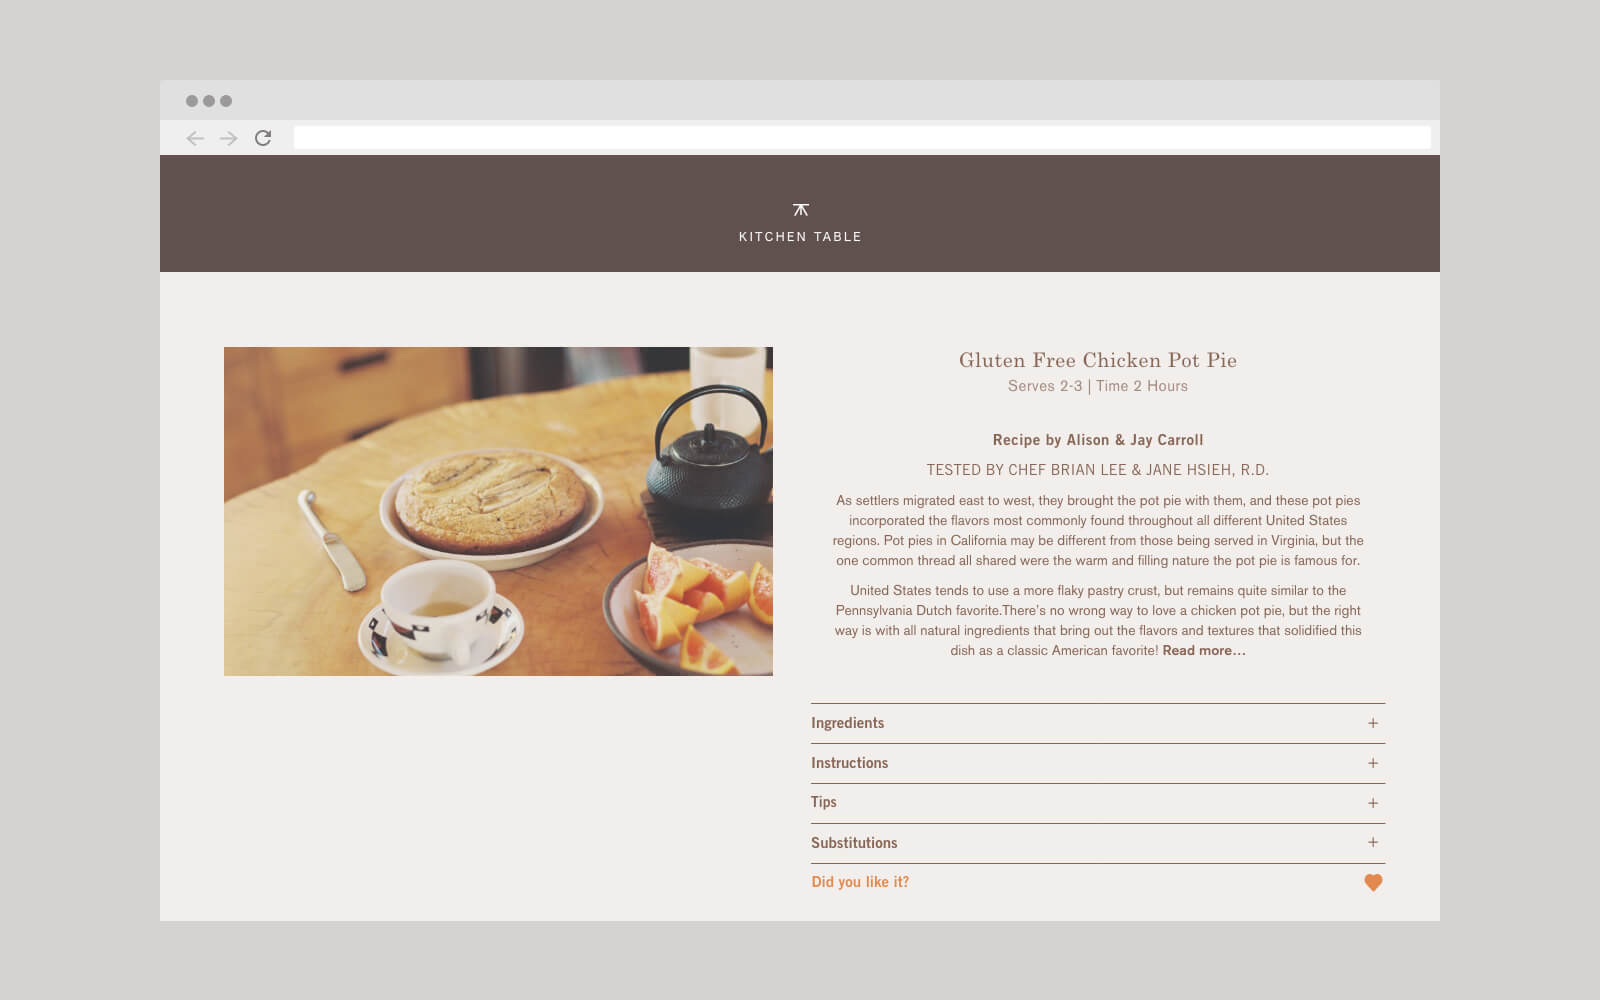 KITCHEN TABLE
Gluten Free Chicken Pot Pie
Serves 2-3 | Time 2 Hours
Recipe by Alison & Jay Carroll
TESTED BY CHEF BRIAN LEE & JANE HSIEH, R.D.
As settlers migrated east to west, they brought the pot pie with them, and these pot pies
incorporated the flavors most commonly found throughout all different United States
regions. Pot pies in California may be different from those being served in Virginia, but the
one common thread all shared were the warm and filling nature the pot pie is famous for.
United States tends to use a more flaky pastry crust, but remains quite similar to the
Pennsylvania Dutch favorite.There's no wrong way to love a chicken pot pie, but the right
way is with all natural ingredients that bring out the flavors and textures that solidified this
dish as a classic American favorite! Read more...
Ingredients +
Instructions +
Tips +
Substitutions +
Did you like it?